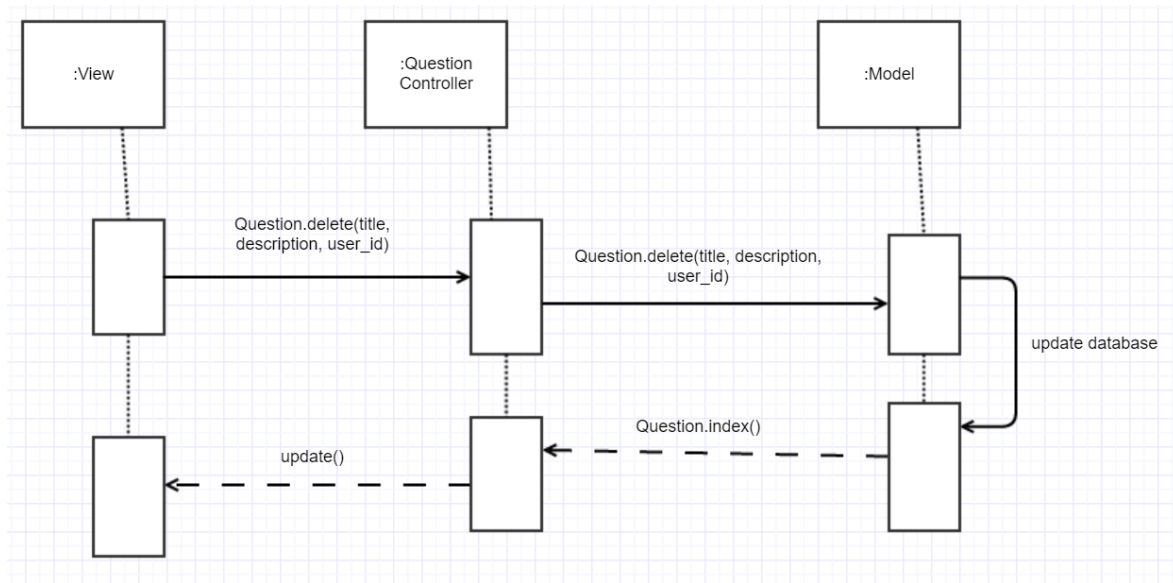 :View
:Question
Controller
:Model
Question.delete(title,
description, user_id)
Question.delete(title, description,
user_id)
update database
Question.index()
update()